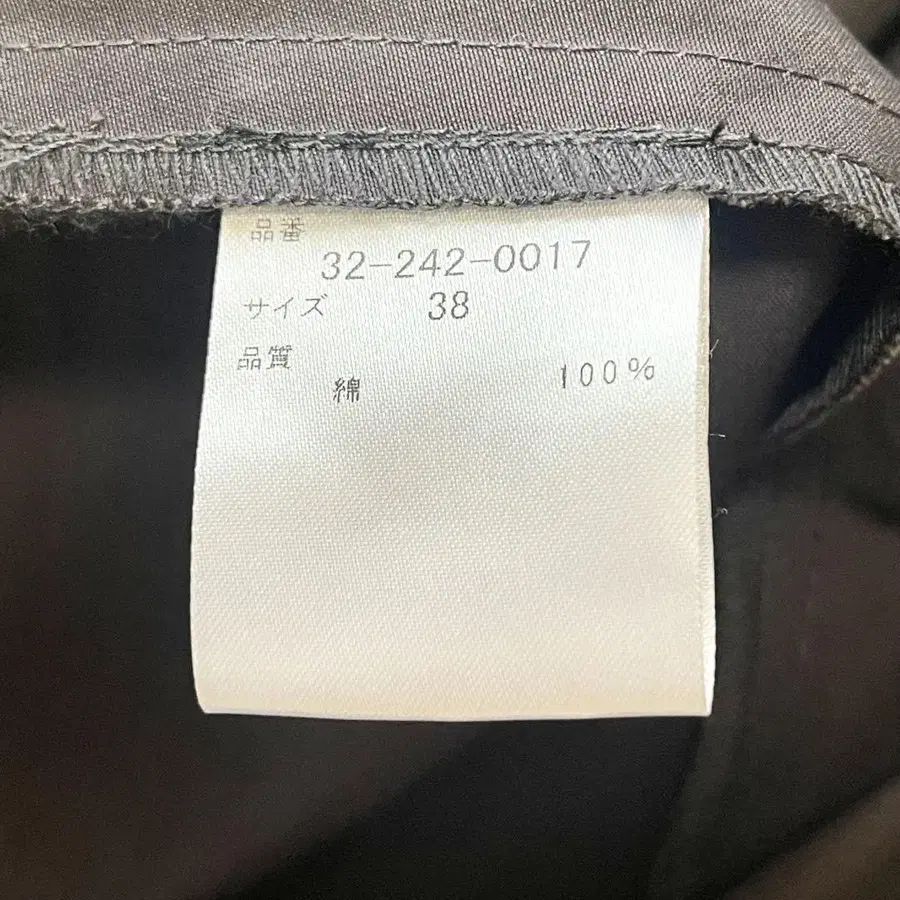 品番
32-242-0017
サイズ 38
品質
綿 100%